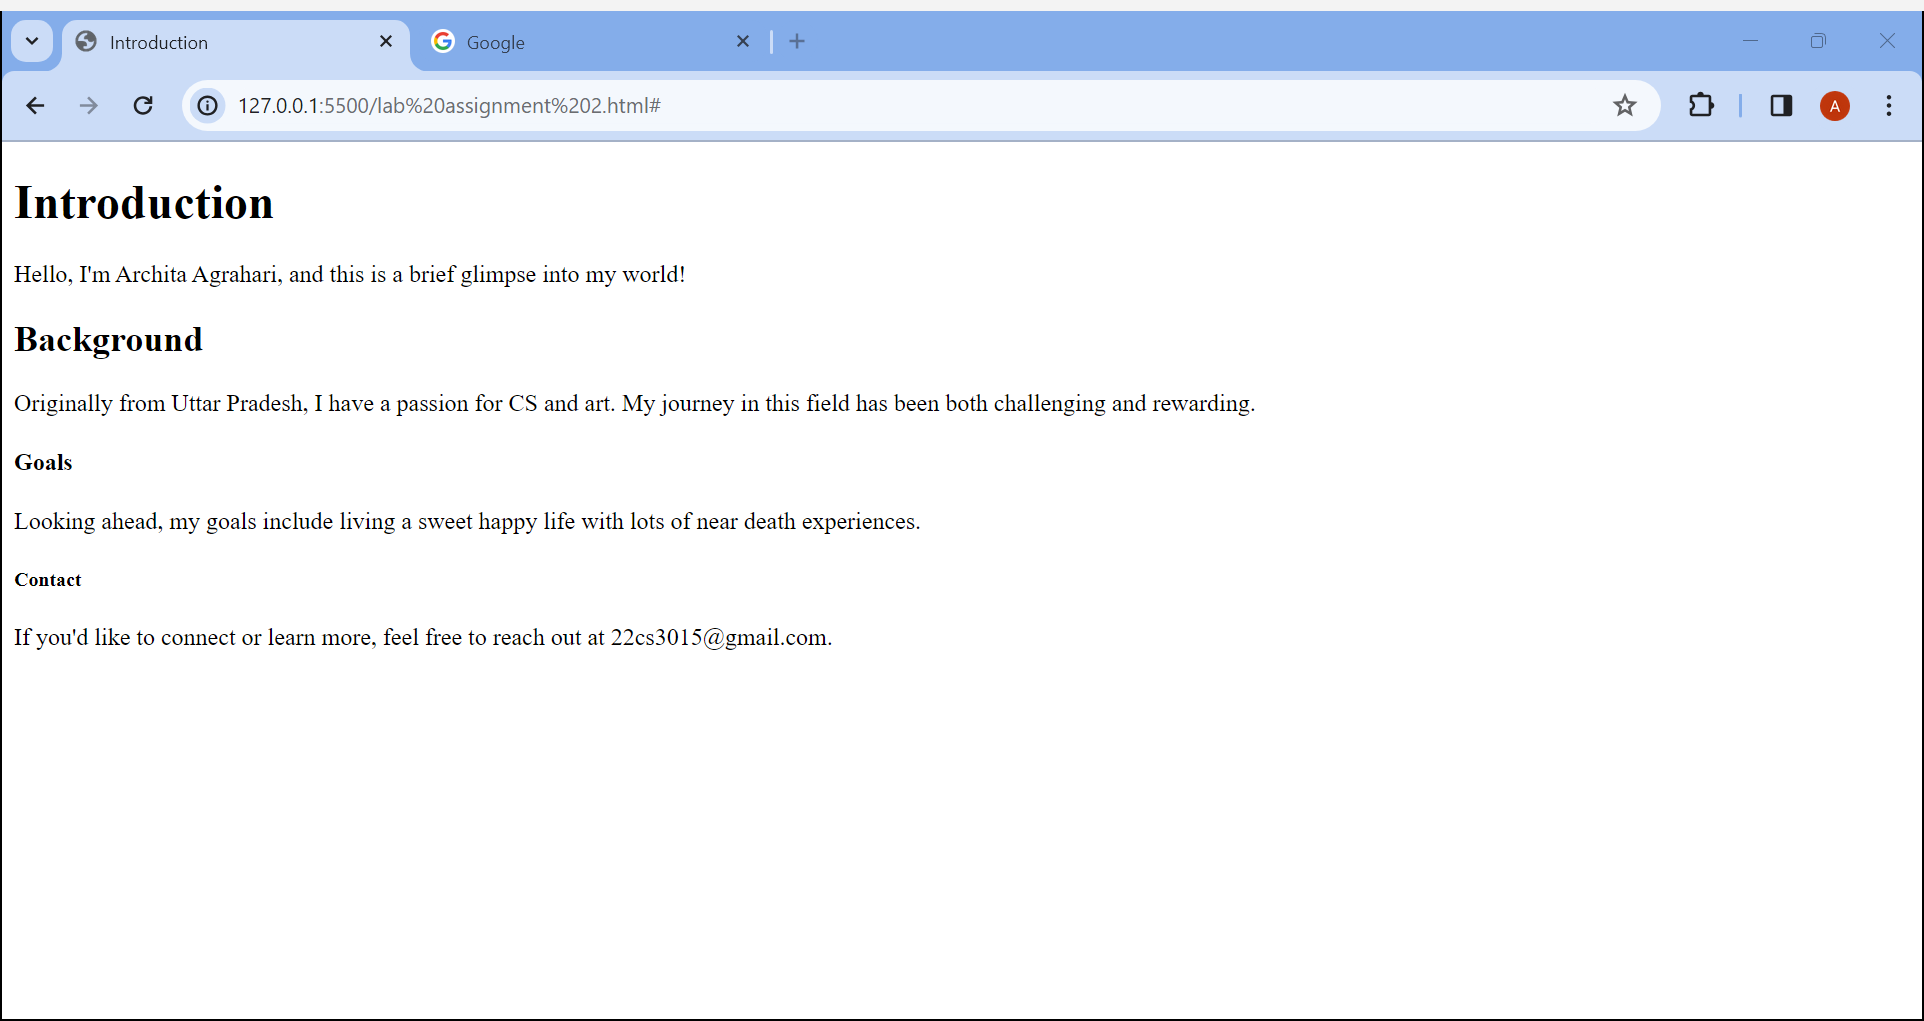 Introduction
Google
127.0.0.1:5500/lab%20assignment%202.html#
A
Introduction
Hello, I'm Archita Agrahari, and this is a brief glimpse into my world!
Background
Originally from Uttar Pradesh, I have a passion for CS and art. My journey in this field has been both challenging and rewarding.
Goals
Looking ahead, my goals include living a sweet happy life with lots of near death experiences.
Contact
If you'd like to connect or learn more, feel free to reach out at 22cs3015@gmail.com.